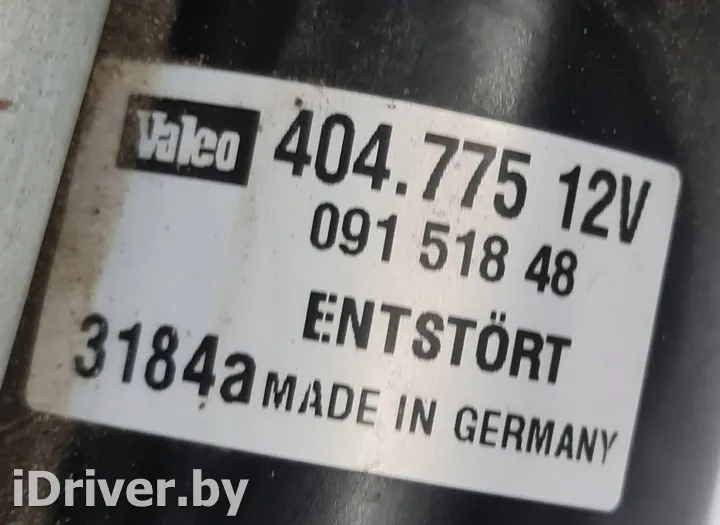 Valeo 404.775 12V
091 518 48
ENTSTÖRT
3184a MADE IN GERMANY
iDriver.by